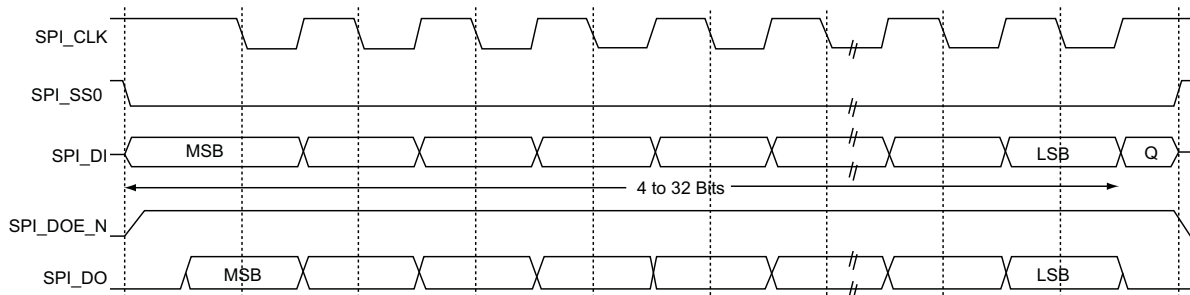 SPI_CLK
SPI_SS0
SPI_DI MSB LSB Q
4 to 32 Bits
SPI_DOE_N
SPI_DO MSB LSB